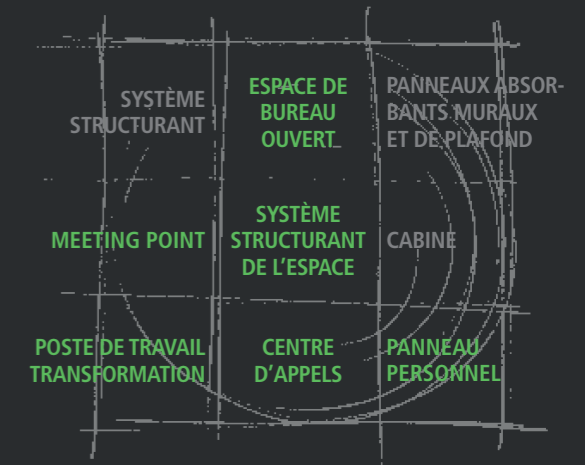 SYSTÈME
STRUCTURANT
ESPACE DE
BUREAU
OUVERT
PANNEAUX ABSOR-
BANTS MURAUX
ET DE PLAFOND
MEETING POINT
SYSTÈME
STRUCTURANT
DE L’ESPACE
CABINE
POSTE DE TRAVAIL
TRANSFORMATION
CENTRE
D’APPELS
PANNEAU
PERSONNEL